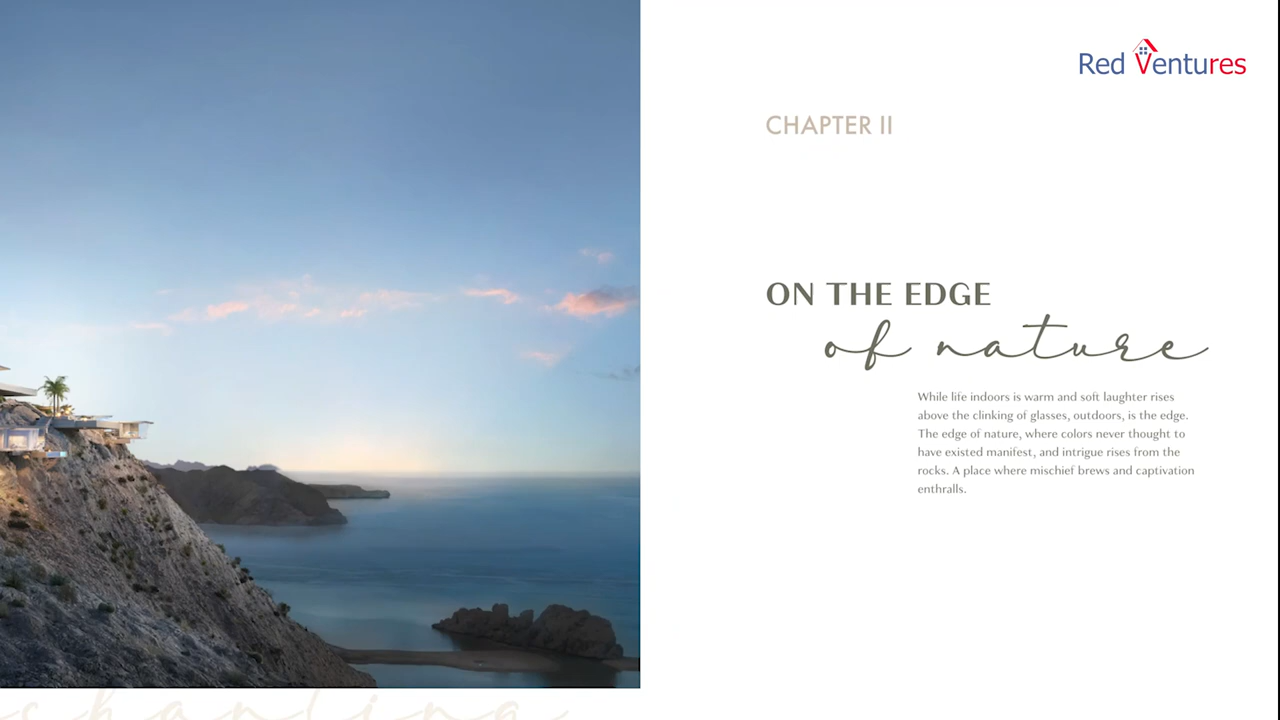 Red Ventures
CHAPTER II
ON THE EDGE
of nature
While life indoors is warm and soft laughter rises
above the clinking of glasses, outdoors, is the edge.
The edge of nature, where colors never thought to
have existed manifest, and intrigue rises from the
rocks. A place where mischief brews and captivation
enthralls.